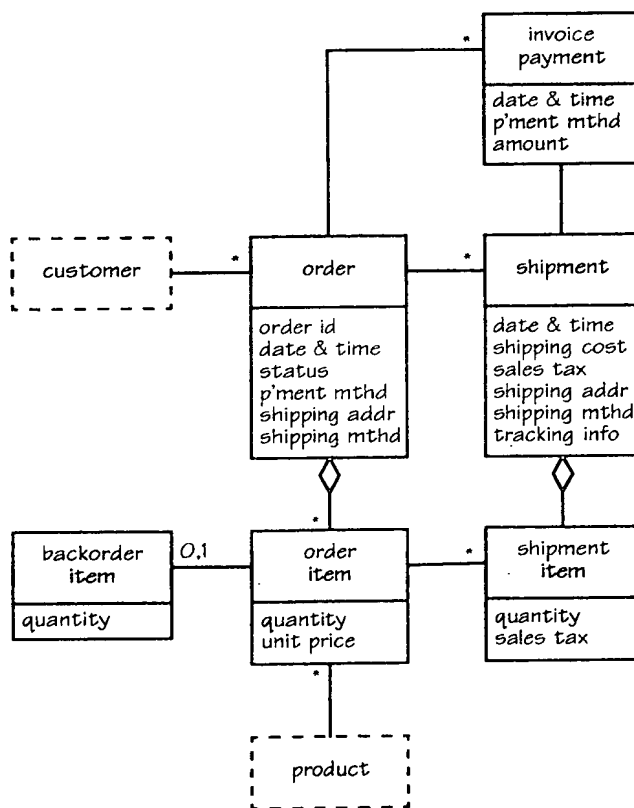 *
invoice
payment
date & time
p'ment mthd
amount
customer
*
order
*
shipment
order id
date & time
status
p'ment mthd
shipping addr
shipping mthd
date & time
shipping cost
sales tax
shipping addr
shipping mthd
tracking info
*
backorder
item
0,1
order
item
*
shipment
item
quantity
quantity
unit price
quantity
sales tax
*
product